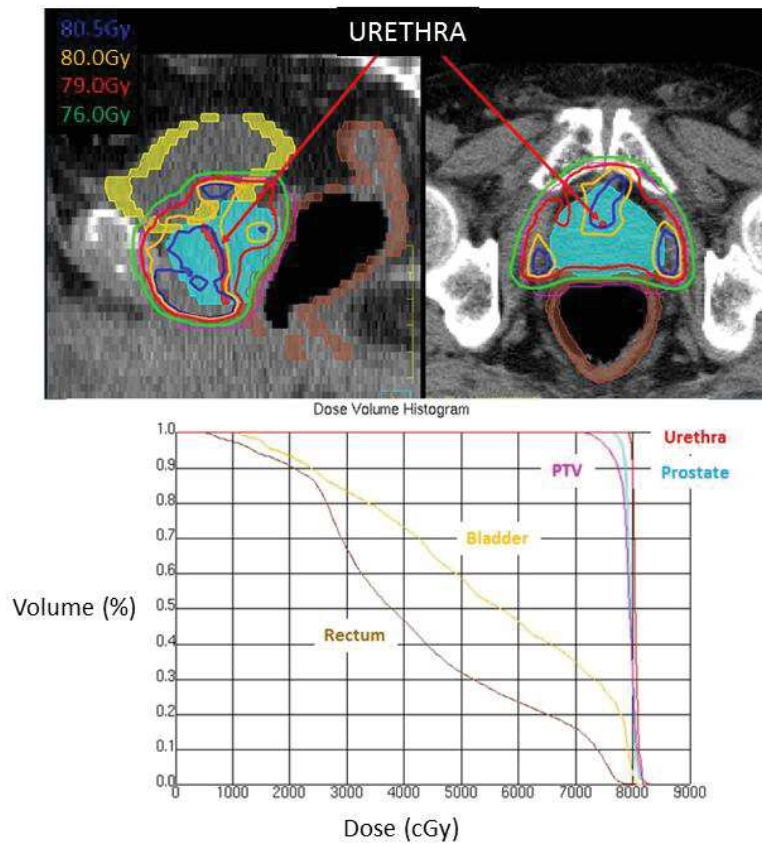 80.5Gy
80.0Gy
79.0Gy
76.0Gy
URETHRA
Dose Volume Histogram
1.0
0.9
0.8
0.7
0.6
0.5
0.4
0.3
0.2
0.1
0.0
Urethra
PTV
Prostate
Bladder
Rectum
Volume (%)
0 1000 2000 3000 4000 5000 6000 7000 8000 9000
Dose (cGy)